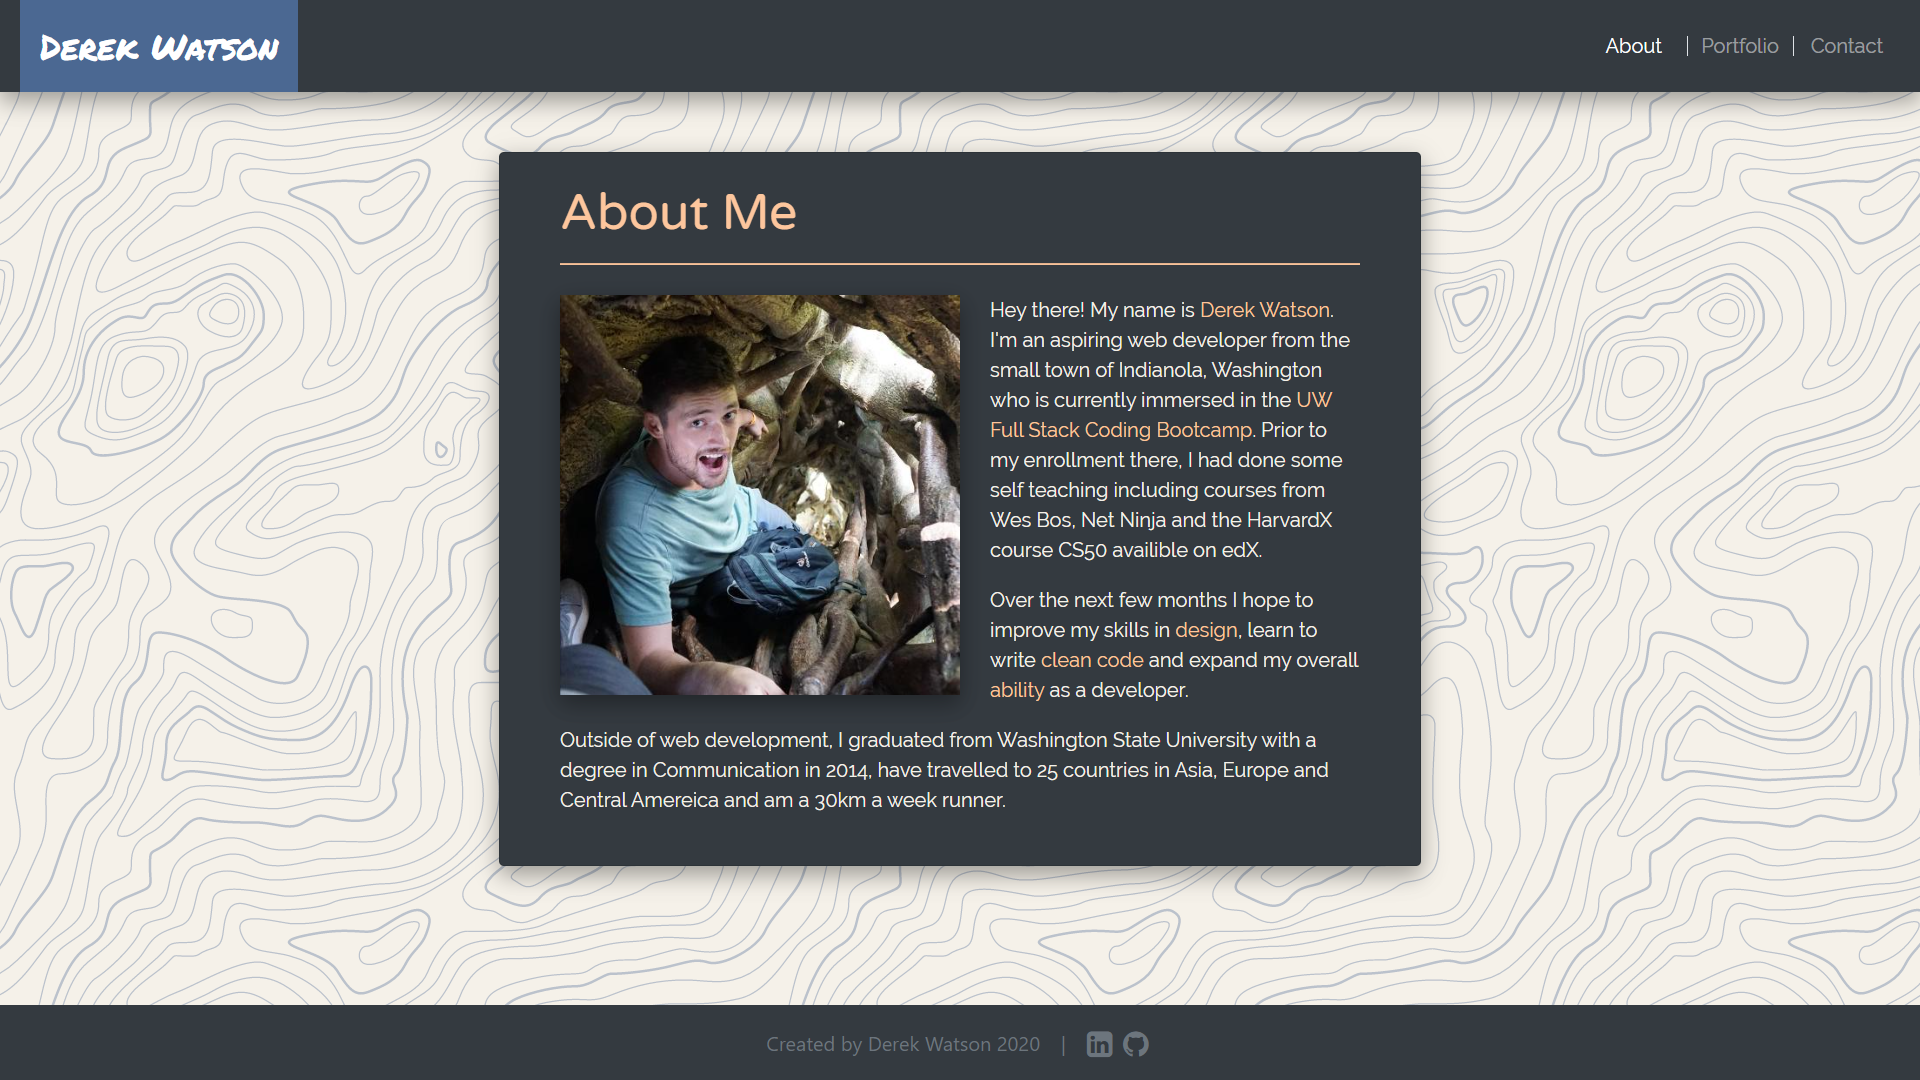 Derek Watson
About | Portfolio | Contact
About Me
Hey there! My name is Derek Watson.
I'm an aspiring web developer from the
small town of Indianola, Washington
who is currently immersed in the UW
Full Stack Coding Bootcamp. Prior to
my enrollment there, I had done some
self teaching including courses from
Wes Bos, Net Ninja and the HarvardX
course CS50 availible on edX.
Over the next few months I hope to
improve my skills in design, learn to
write clean code and expand my overall
ability as a developer.
Outside of web development, I graduated from Washington State University with a
degree in Communication in 2014, have travelled to 25 countries in Asia, Europe and
Central Amereica and am a 30km a week runner.
Created by Derek Watson 2020 | in